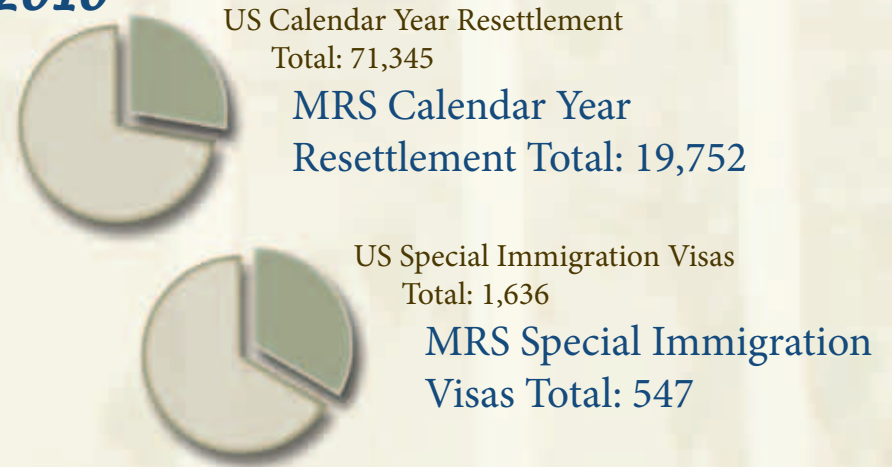 2010
US Calendar Year Resettlement
Total: 71,345
MRS Calendar Year
Resettlement Total: 19,752
US Special Immigration Visas
Total: 1,636
MRS Special Immigration
Visas Total: 547